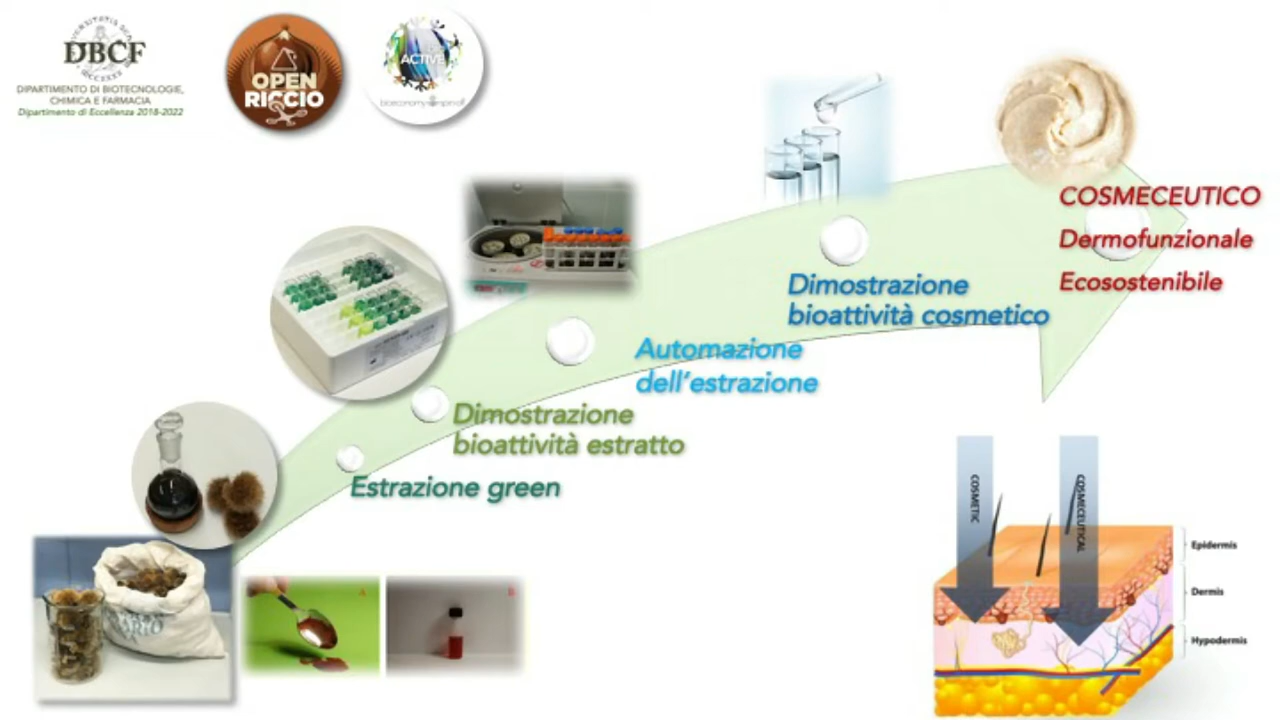 DBCF
DIPARTIMENTO DI BIOTECNOLOGIE,
CHIMICA E FARMACIA
Dipartimento di Eccellenza 2018-2022
OPEN
RICCIO
ACTIVE
COSMECEUTICO
Dermofunzionale
Ecosostenibile
Dimostrazione
bioattività cosmetico
Automazione
dell'estrazione
Dimostrazione
bioattività estratto
Estrazione green
A
B
COSMETIC
COSMECEUTICAL
Epidermis
Dermis
Hypodermis